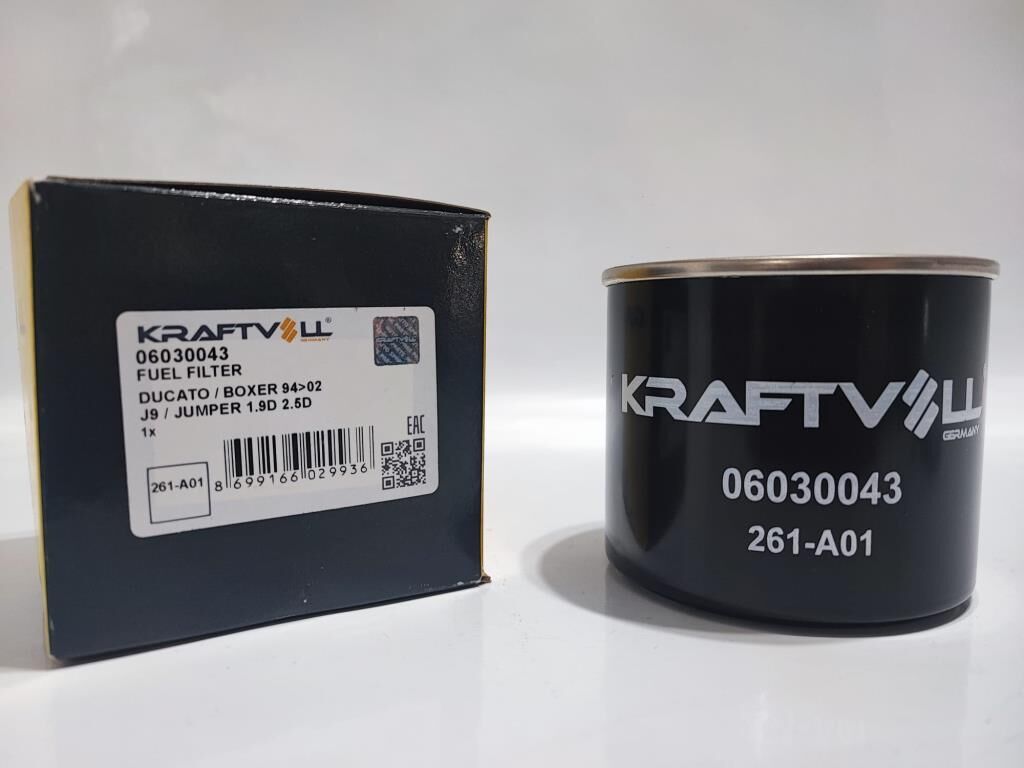 KRAFTVOLL®
GERMANY
06030043
FUEL FILTER
DUCATO / BOXER 94>02
J9 / JUMPER 1.9D 2.5D
1x
261-A01
8 699166 029936
EAC
KRAFTVOLL
GERMANY
06030043
261-A01